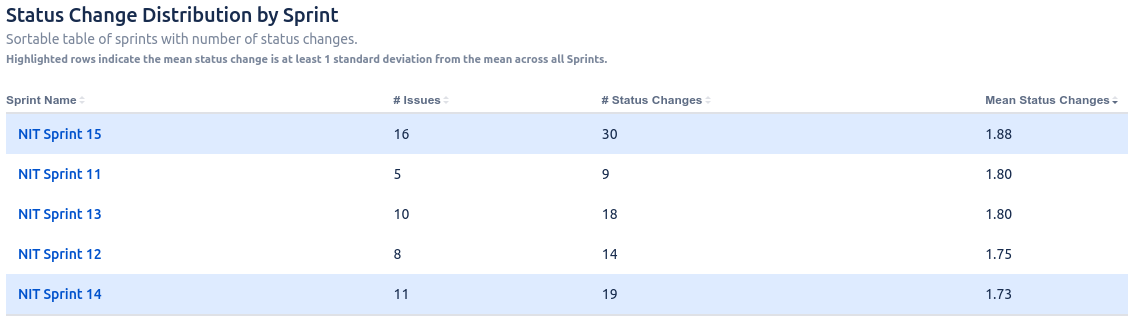 Status Change Distribution by Sprint
Sortable table of sprints with number of status changes.
Highlighted rows indicate the mean status change is at least 1 standard deviation from the mean across all Sprints.
Sprint Name # Issues # Status Changes Mean Status Changes
NIT Sprint 15 16 30 1.88
NIT Sprint 11 5 9 1.80
NIT Sprint 13 10 18 1.80
NIT Sprint 12 8 14 1.75
NIT Sprint 14 11 19 1.73